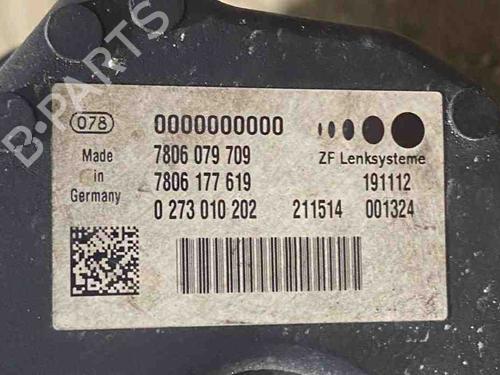 078 0000000000
Made 7806 079 709 ZF Lenksysteme
in 7806 177 619 191112
Germany 0 273 010 202 211514 001324
B-PARTS